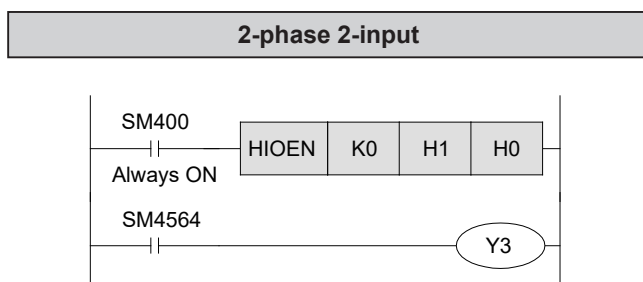 2-phase 2-input
SM400
HIOEN K0 H1 H0
Always ON
SM4564
Y3